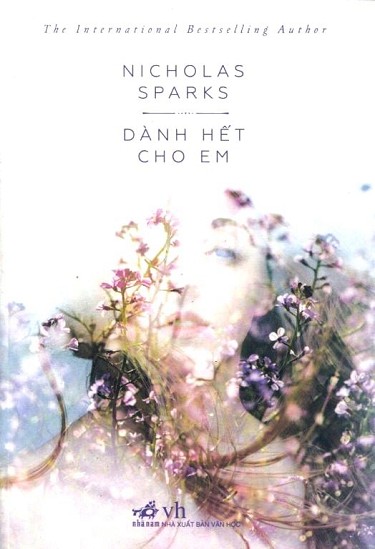 The International Bestselling Author
NICHOLAS
SPARKS
DÀNH HẾT
CHO EM
vh
nhã nam NHÀ XUẤT BẢN VĂN HỌC